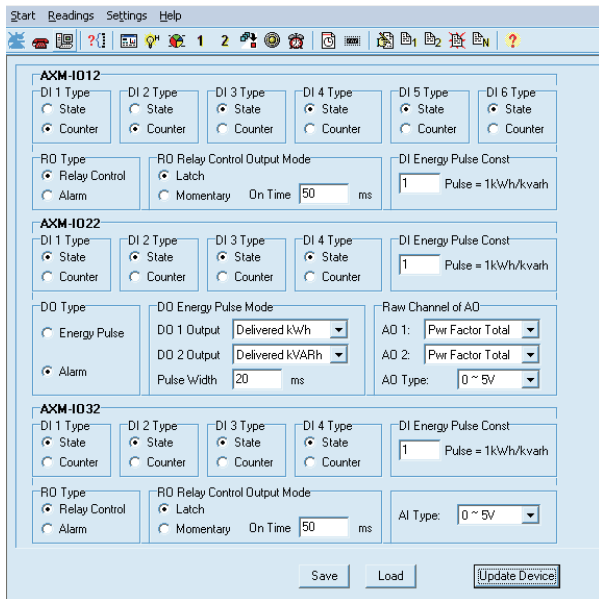 Start Readings Settings Help
?{} 1 2 1 2 N ?
AXM-IO12
DI 1 Type DI 2 Type DI 3 Type DI 4 Type DI 5 Type DI 6 Type
State State State State State State
Counter Counter Counter Counter Counter Counter
RO Type RO Relay Control Output Mode DI Energy Pulse Const
Relay Control Latch 1 Pulse = 1kWh/kvarh
Alarm Momentary On Time 50 ms
AXM-IO22
DI 1 Type DI 2 Type DI 3 Type DI 4 Type DI Energy Pulse Const
State State State State 1 Pulse = 1kWh/kvarh
Counter Counter Counter Counter
DO Type DO Energy Pulse Mode Raw Channel of AO
Energy Pulse DO 1 Output Delivered kWh AO 1: Pwr Factor Total
DO 2 Output Delivered kVARh AO 2: Pwr Factor Total
Alarm Pulse Width 20 ms AO Type: 0 ~ 5V
AXM-IO32
DI 1 Type DI 2 Type DI 3 Type DI 4 Type DI Energy Pulse Const
State State State State 1 Pulse = 1kWh/kvarh
Counter Counter Counter Counter
RO Type RO Relay Control Output Mode
Relay Control Latch AI Type: 0 ~ 5V
Alarm Momentary On Time 50 ms
Save Load Update Device